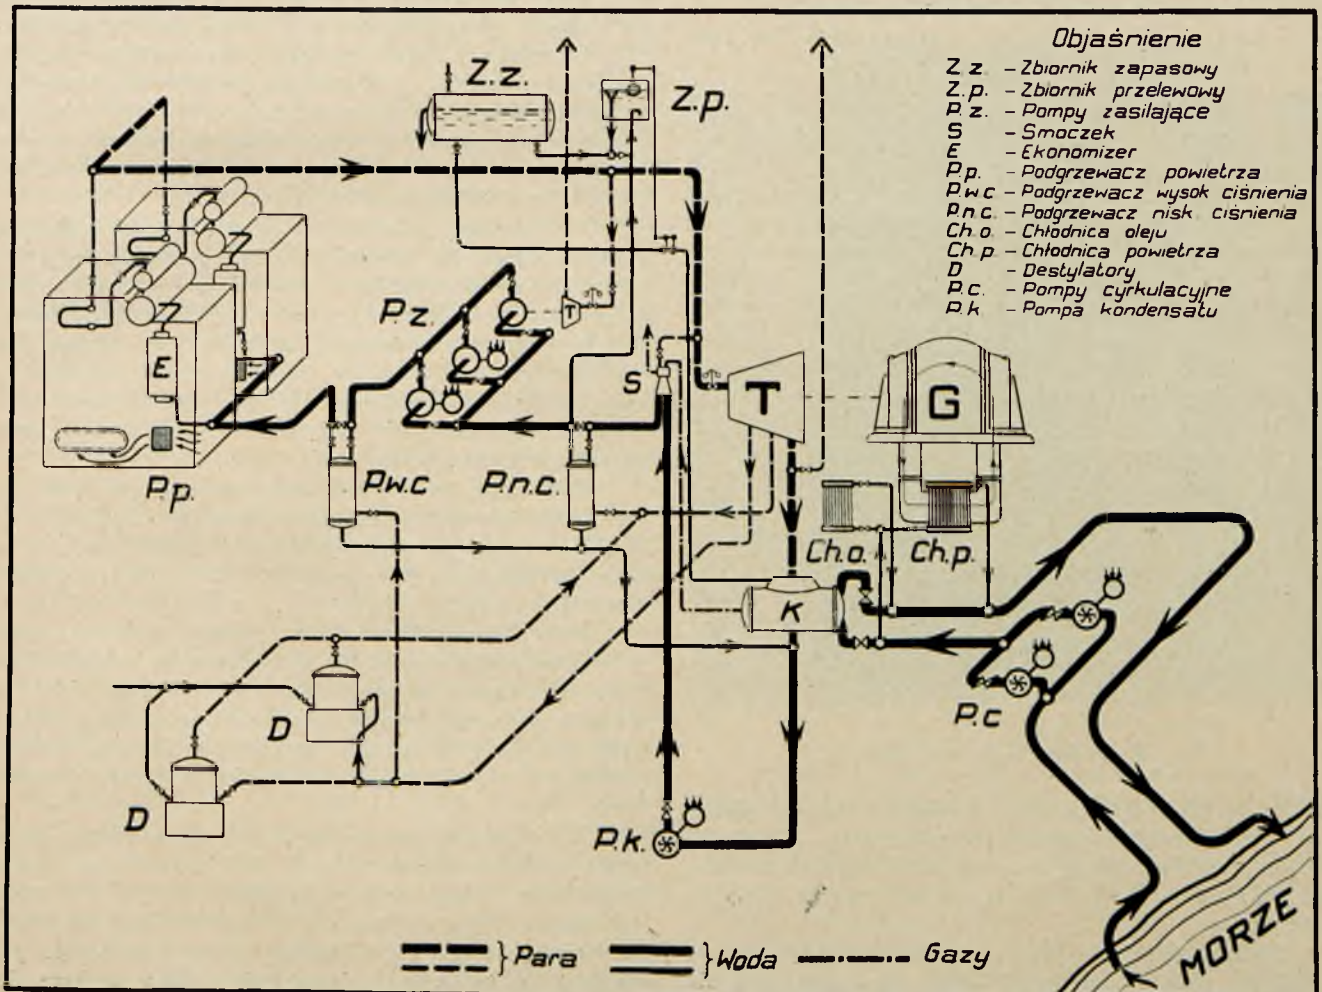 Objaśnienie
Z.z. – Zbiornik zapasowy
Z.p. – Zbiornik przelewowy
P.z. – Pompy zasilające
S – Smoczek
E – Ekonomizer
P.p. – Podgrzewacz powietrza
P.w.c – Podgrzewacz wysok ciśnienia
P.n.c. – Podgrzewacz nisk ciśnienia
Ch.o. – Chłodnica oleju
Ch.p – Chłodnica powietrza
D – Destylatory
P.c. – Pompy cyrkulacyjne
P.k – Pompa kondensatu
Z.z.
Z.p.
P.z.
T
E
S
T
G
P.p.
P.w.c
P.n.c.
Ch.o.
Ch.p.
K
D
D
P.c
P.k.
MORZE
Para
Woda
Gazy